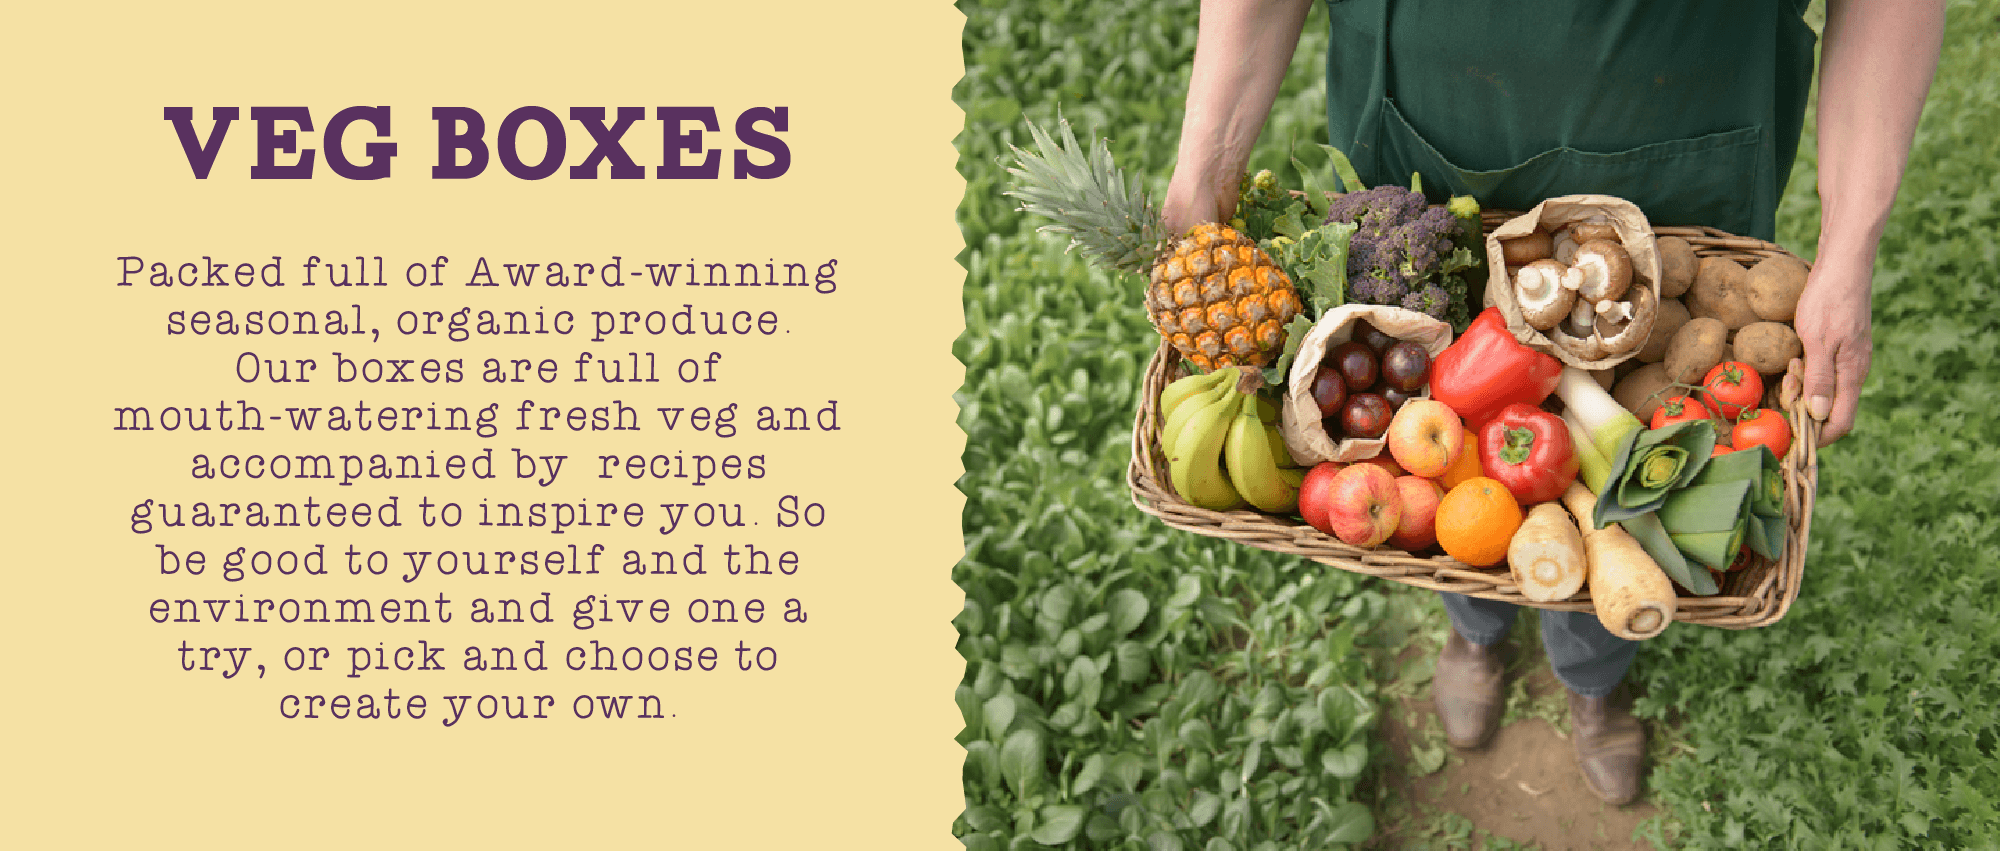 VEG BOXES
Packed full of Award-winning
seasonal, organic produce.
Our boxes are full of
mouth-watering fresh veg and
accompanied by  recipes
guaranteed to inspire you. So
be good to yourself and the
environment and give one a
try, or pick and choose to
create your own.